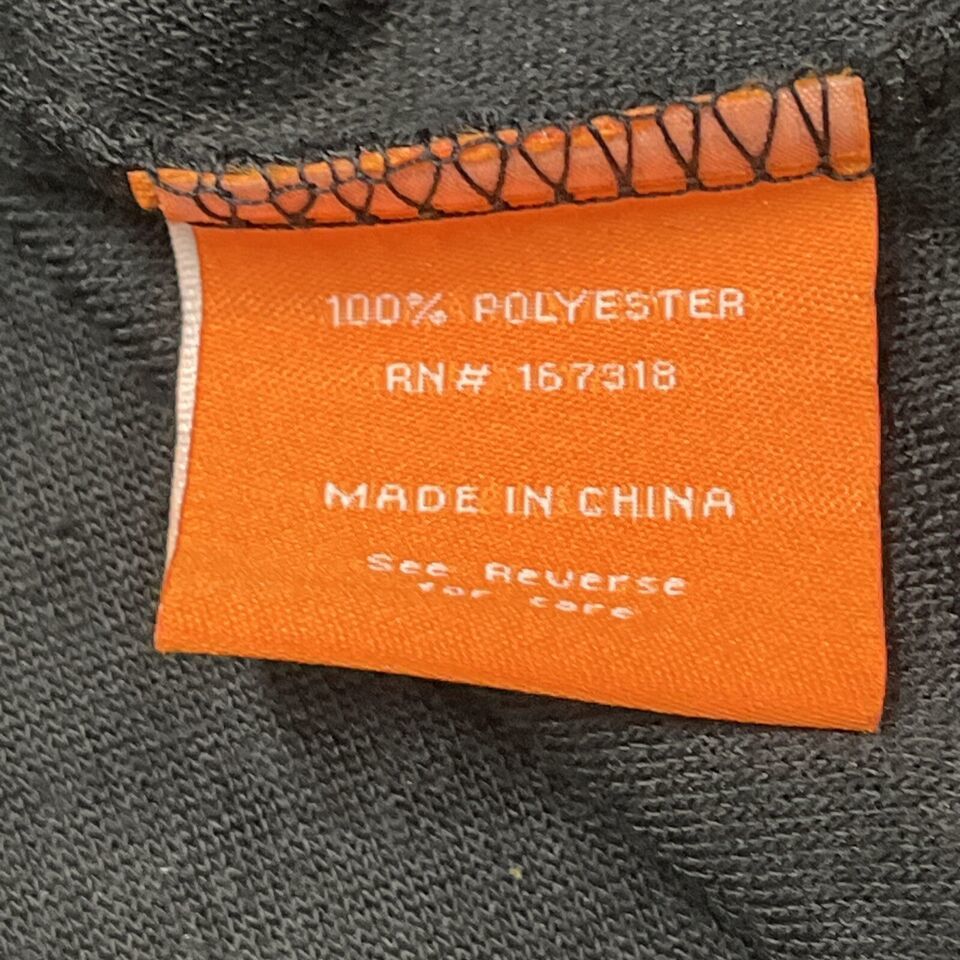 100% POLYESTER
RN# 167318
MADE IN CHINA
See Reverse
for care